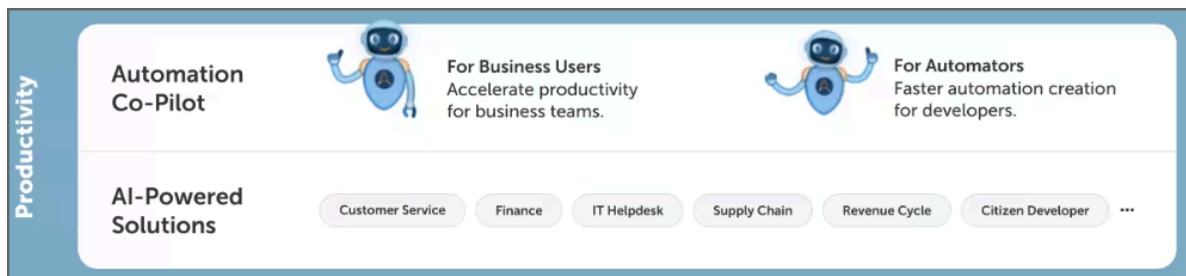 Productivity
Automation
Co-Pilot
For Business Users
Accelerate productivity
for business teams.
For Automators
Faster automation creation
for developers.
AI-Powered
Solutions
Customer Service
Finance
IT Helpdesk
Supply Chain
Revenue Cycle
Citizen Developer
...